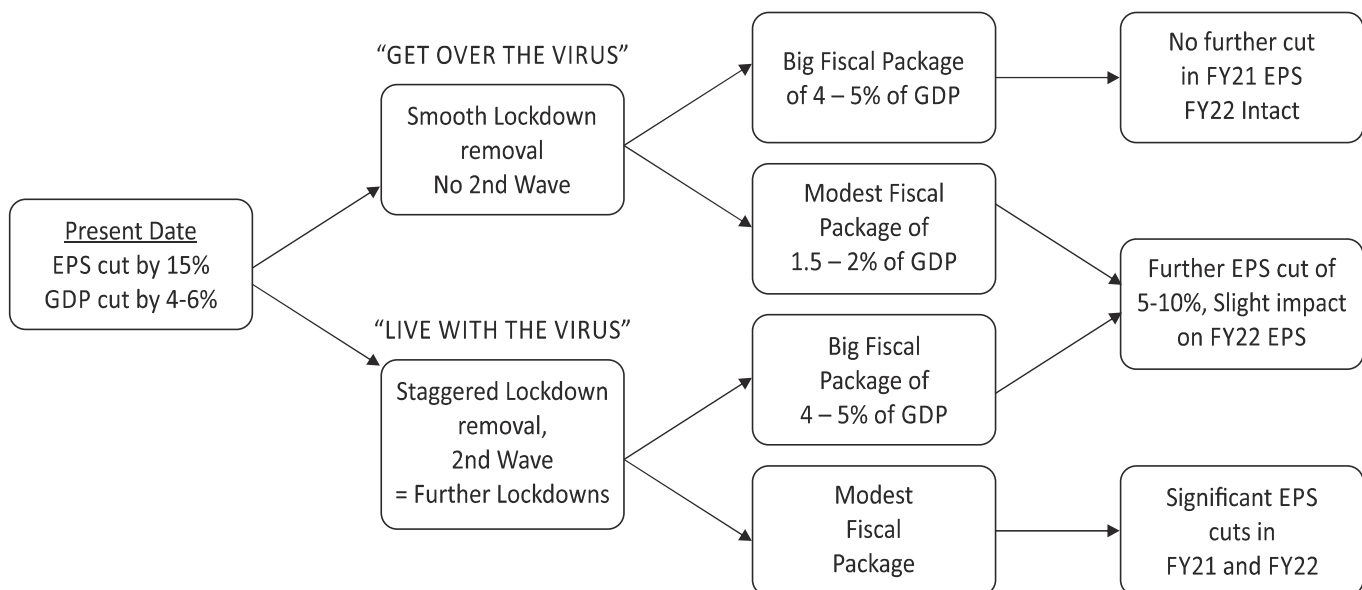 Present Date
EPS cut by 15%
GDP cut by 4-6%
“GET OVER THE VIRUS”
Smooth Lockdown
removal
No 2nd Wave
“LIVE WITH THE VIRUS”
Staggered Lockdown
removal,
2nd Wave
= Further Lockdowns
Big Fiscal Package
of 4 – 5% of GDP
Modest Fiscal
Package of
1.5 – 2% of GDP
Big Fiscal
Package of
4 – 5% of GDP
Modest
Fiscal
Package
No further cut
in FY21 EPS
FY22 Intact
Further EPS cut of
5-10%, Slight impact
on FY22 EPS
Significant EPS
cuts in
FY21 and FY22